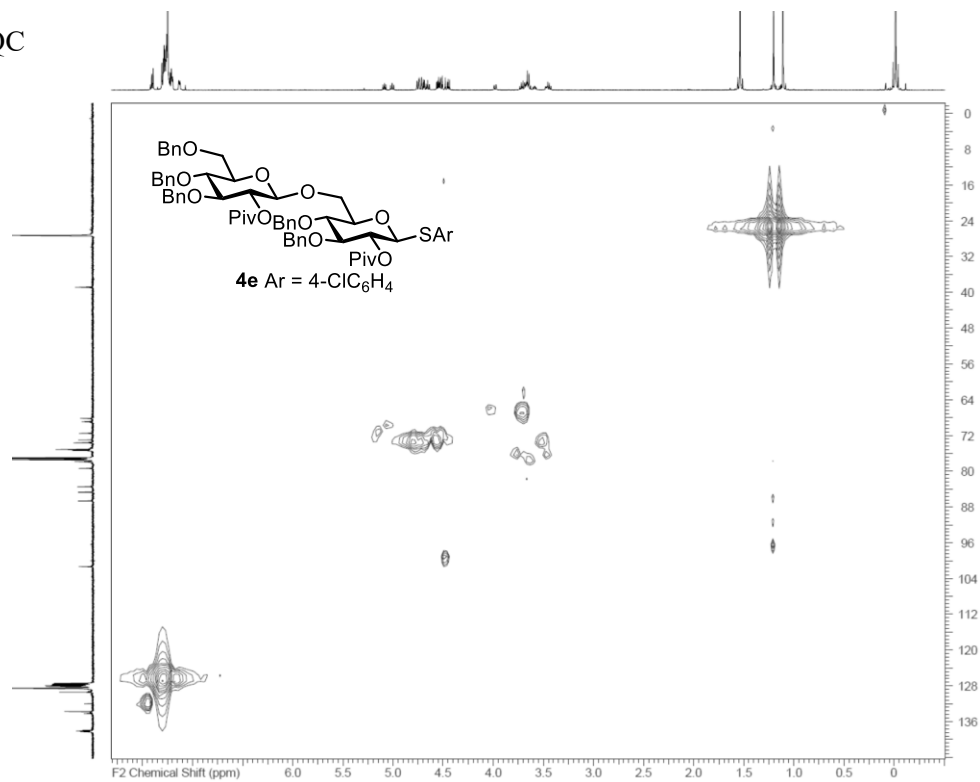 QC
BnO
BnO
BnO
O
O
PivO
BnO
BnO
O
SAr
PivO
4e Ar = 4-ClC6H4
0
8
16
24
32
40
48
56
64
72
80
88
96
104
112
120
128
136
F2 Chemical Shift (ppm) 6.0 5.5 5.0 4.5 4.0 3.5 3.0 2.5 2.0 1.5 1.0 0.5 0